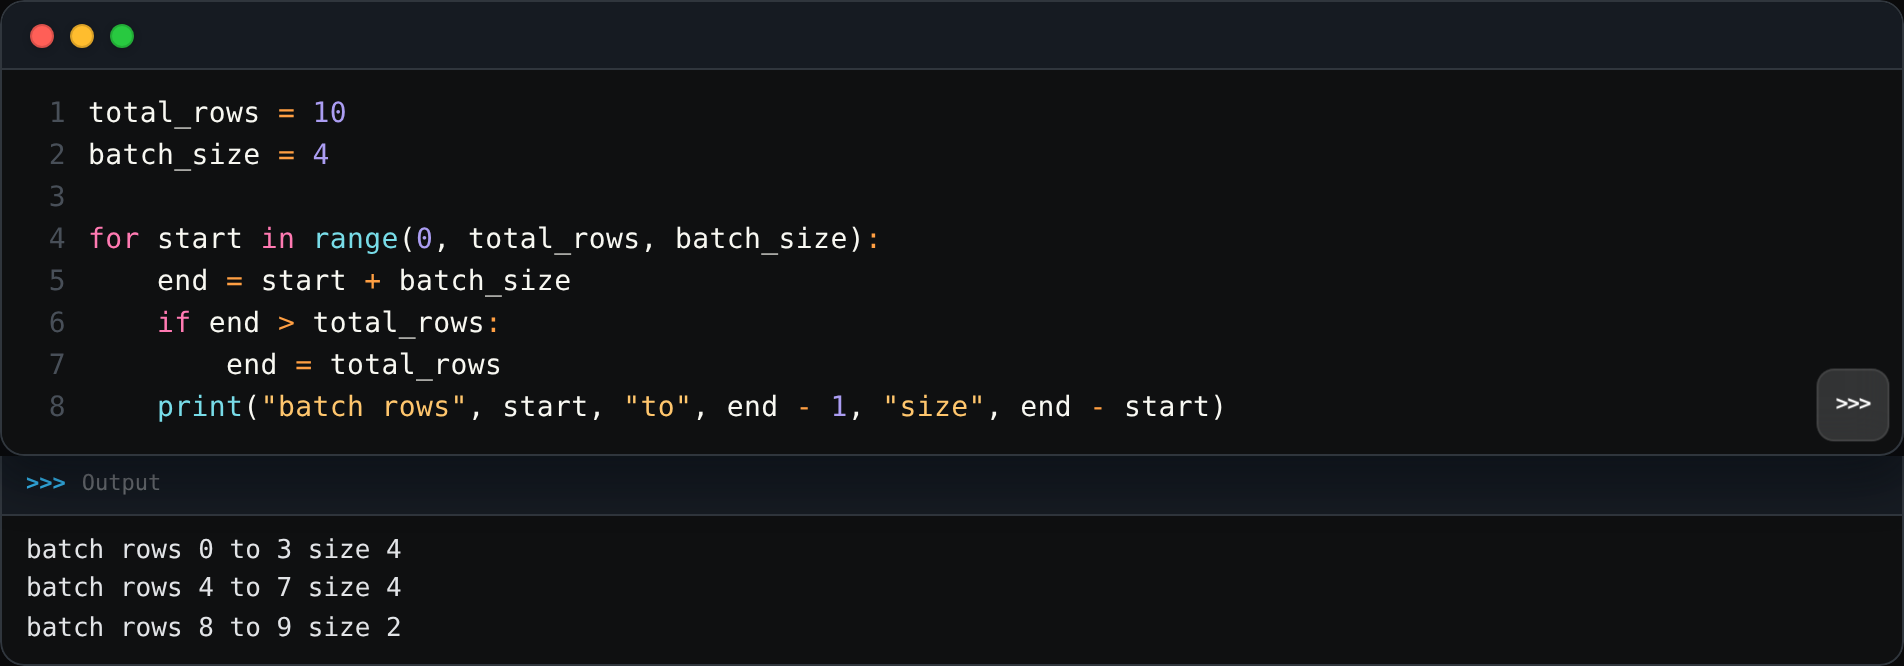 1 total_rows = 10
2 batch_size = 4
3
4 for start in range(0, total_rows, batch_size):
5     end = start + batch_size
6     if end > total_rows:
7         end = total_rows
8     print("batch rows", start, "to", end - 1, "size", end - start)
>>>
>>> Output
batch rows 0 to 3 size 4
batch rows 4 to 7 size 4
batch rows 8 to 9 size 2